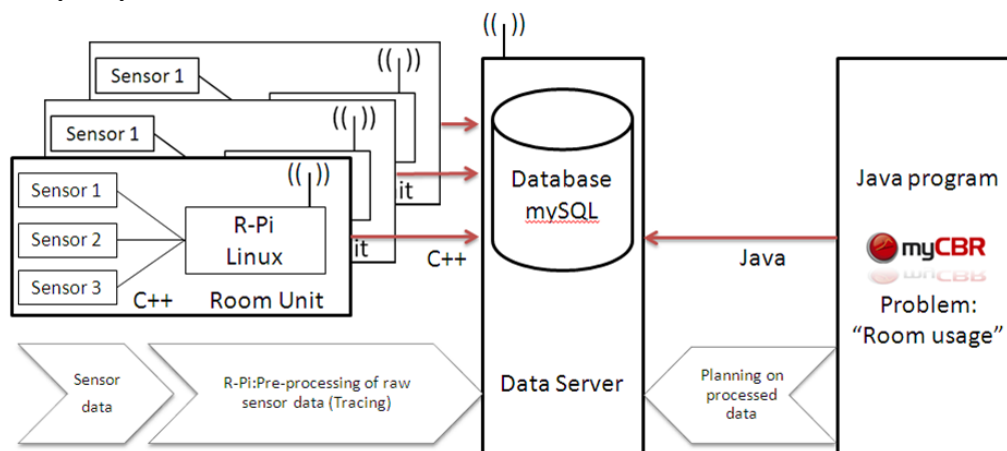 ((  ))
Sensor 1
((  ))
it
((  ))
Sensor 1
((  ))
nit
it
Sensor 1
Sensor 2
Sensor 3
R-Pi
Linux
C++
Room Unit
C++
Database
mySQL
Data Server
Java
Java program
myCBR
Problem:
“Room usage”
Sensor
data
R-Pi:Pre-processing of raw
sensor data (Tracing)
Planning on
processed
data